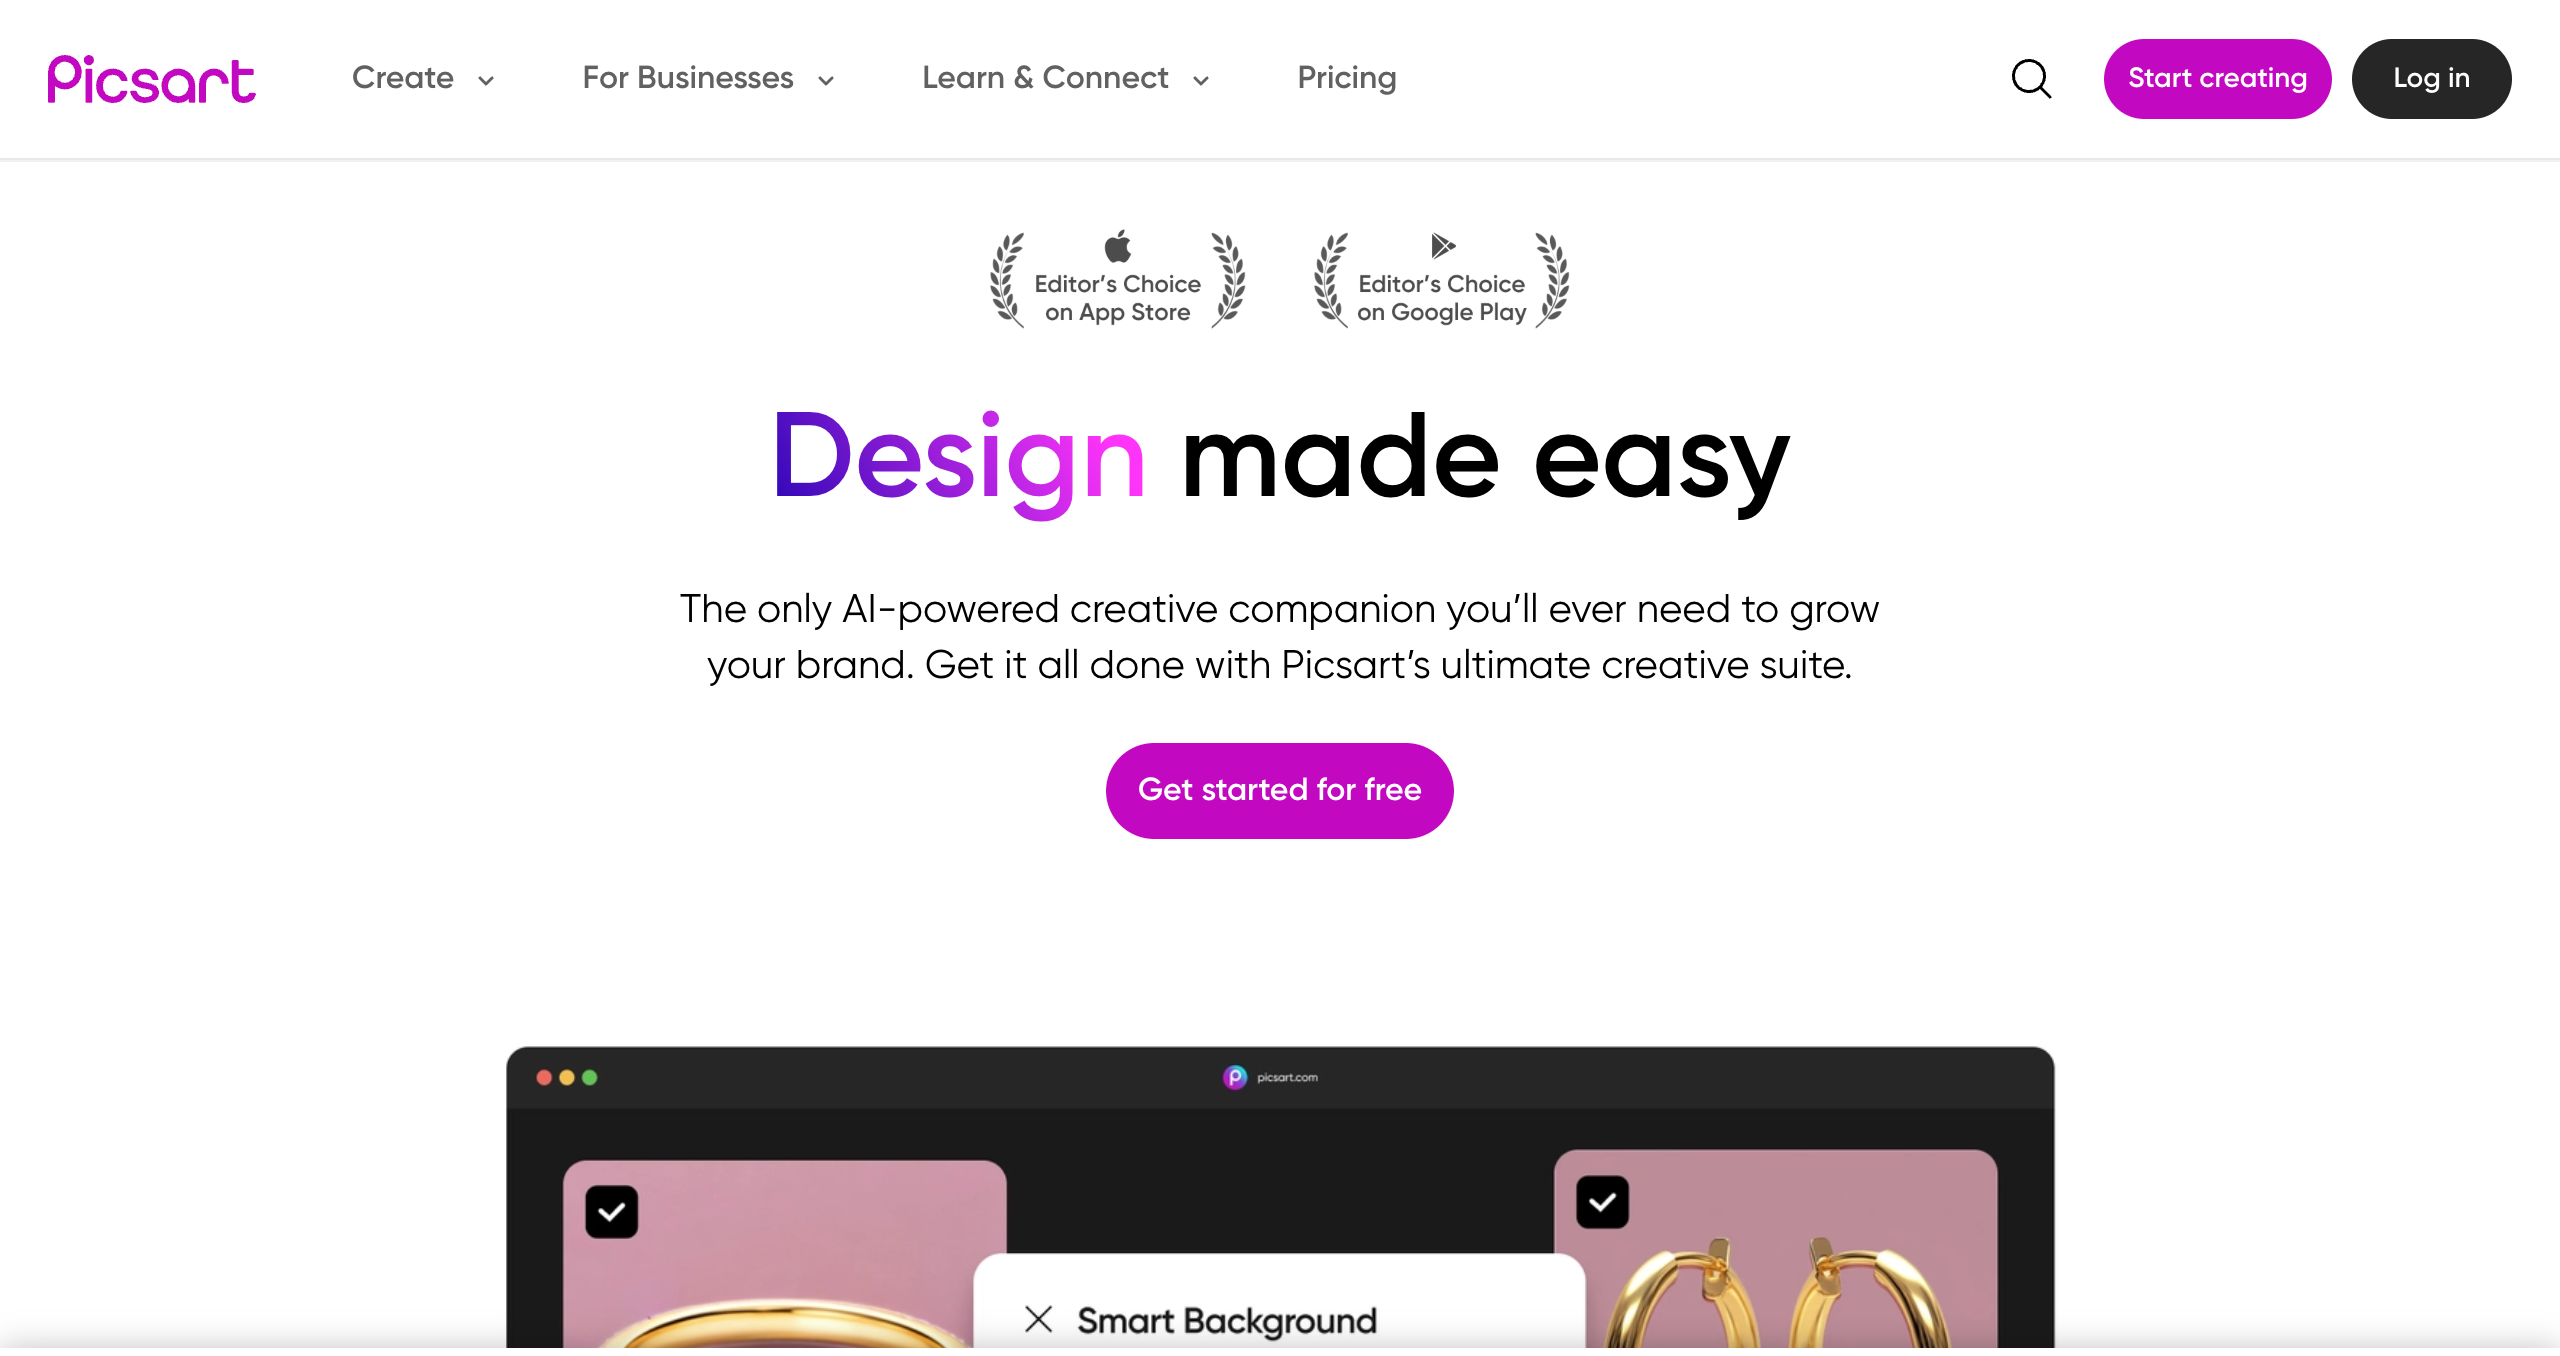 Picsart
Create
For Businesses
Learn & Connect
Pricing
Start creating
Log in
Editor’s Choice
on App Store
Editor’s Choice
on Google Play
Design made easy
The only AI-powered creative companion you’ll ever need to grow
your brand. Get it all done with Picsart’s ultimate creative suite.
Get started for free
picsart.com
Smart Background